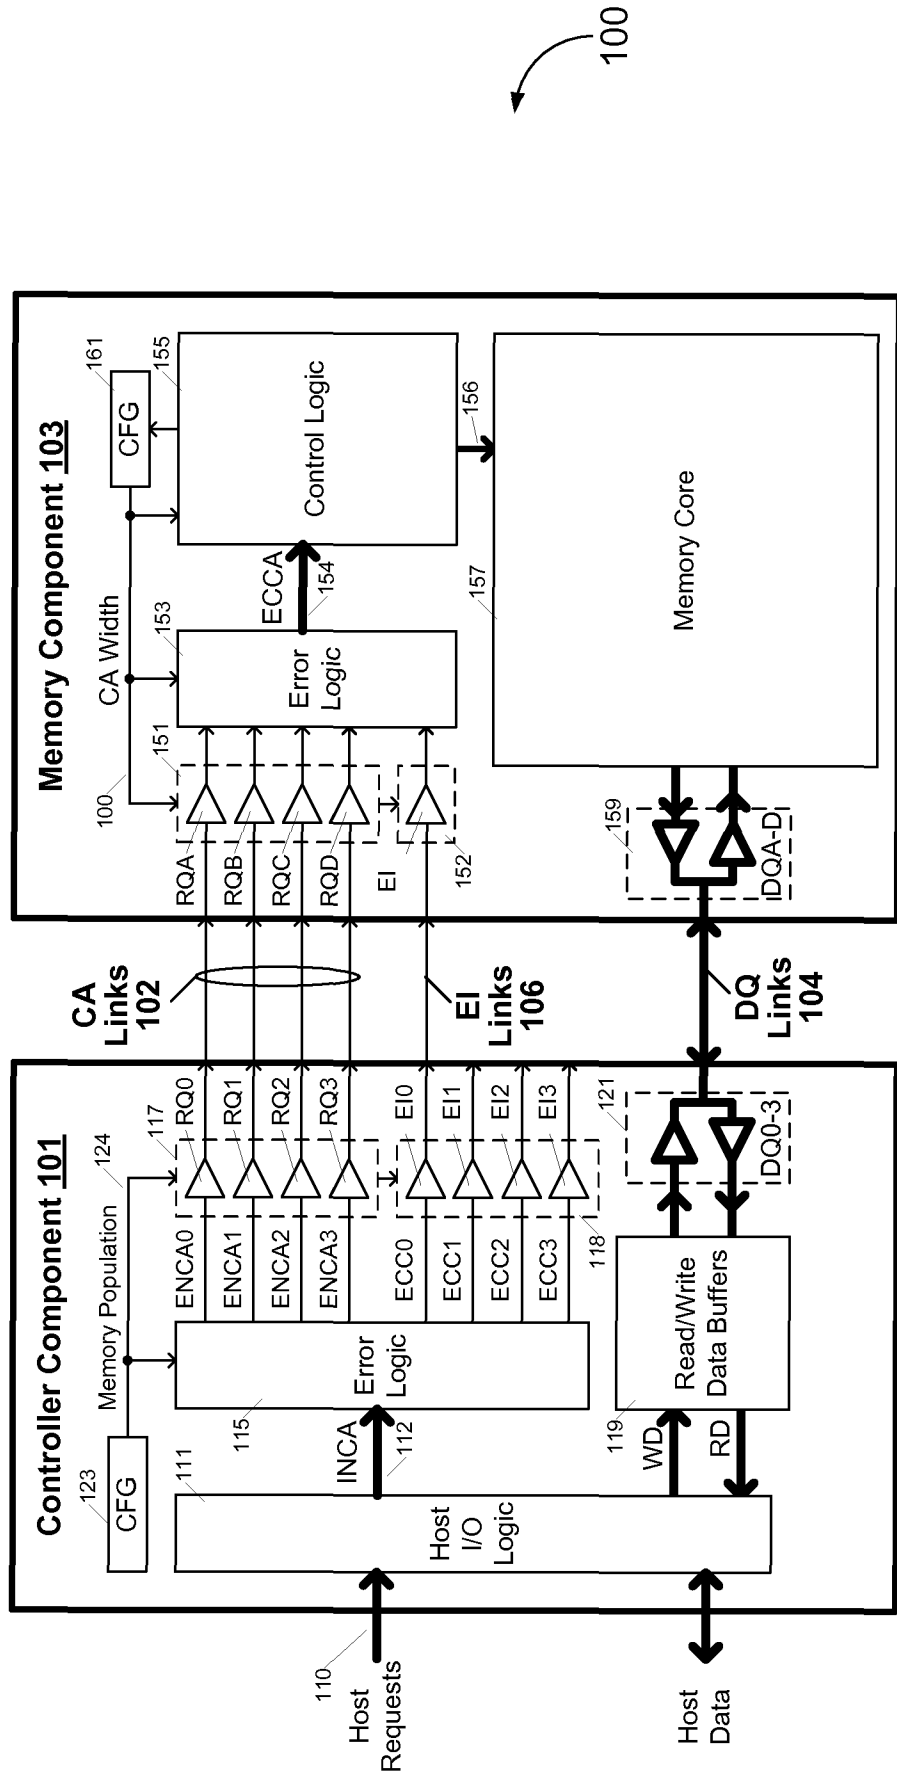 Controller Component 101
123
CFG
Memory Population
124
111
Host
I/O
Logic
110
Host
Requests
Host
Data
INCA
112
115
Error
Logic
ENCA0
ENCA1
ENCA2
ENCA3
ECC0
ECC1
ECC2
ECC3
117
118
RQ0
RQ1
RQ2
RQ3
EI0
EI1
EI2
EI3
WD
RD
119
Read/Write
Data Buffers
121
DQ0-3
CA
Links
102
EI
Links
106
DQ
Links
104
Memory Component 103
100
CA Width
161
CFG
RQA
RQB
RQC
RQD
EI
151
152
153
Error
Logic
ECCA
154
155
Control Logic
156
157
Memory Core
159
DQA-D
100